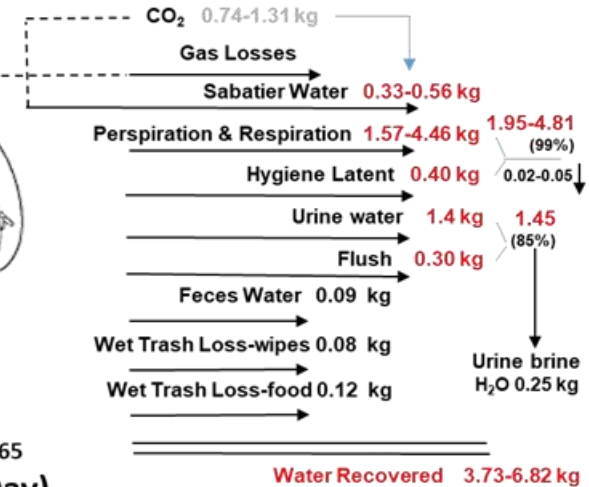 CO₂ 0.74-1.31 kg
Gas Losses
Sabatier Water 0.33-0.56 kg
Perspiration & Respiration 1.57-4.46 kg
1.95-4.81
(99%)
0.02-0.05
Hygiene Latent 0.40 kg
Urine water 1.4 kg
1.45
(85%)
Flush 0.30 kg
Feces Water 0.09 kg
Wet Trash Loss-wipes 0.08 kg
Urine brine
H₂O 0.25 kg
Wet Trash Loss-food 0.12 kg
65
Water Recovered 3.73-6.82 kg